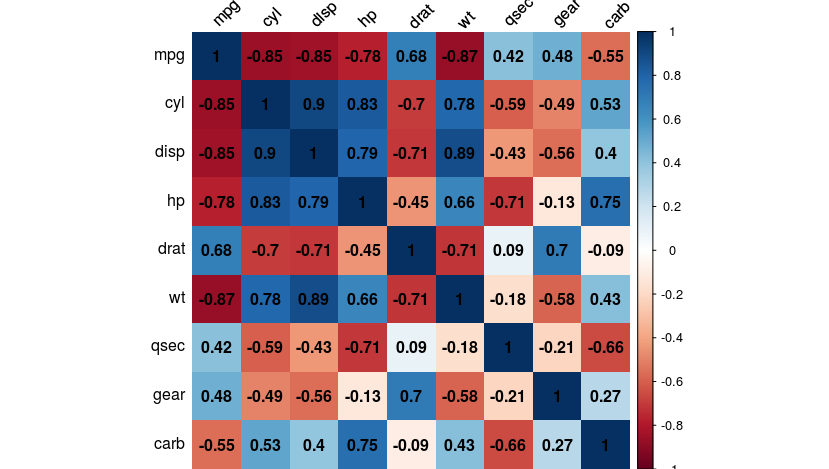 mpg cyl disp hp drat wt qsec gear carb
mpg 1 -0.85 -0.85 -0.78 0.68 -0.87 0.42 0.48 -0.55
cyl -0.85 1 0.9 0.83 -0.7 0.78 -0.59 -0.49 0.53
disp -0.85 0.9 1 0.79 -0.71 0.89 -0.43 -0.56 0.4
hp -0.78 0.83 0.79 1 -0.45 0.66 -0.71 -0.13 0.75
drat 0.68 -0.7 -0.71 -0.45 1 -0.71 0.09 0.7 -0.09
wt -0.87 0.78 0.89 0.66 -0.71 1 -0.18 -0.58 0.43
qsec 0.42 -0.59 -0.43 -0.71 0.09 -0.18 1 -0.21 -0.66
gear 0.48 -0.49 -0.56 -0.13 0.7 -0.58 -0.21 1 0.27
carb -0.55 0.53 0.4 0.75 -0.09 0.43 -0.66 0.27 1
1
0.8
0.6
0.4
0.2
0
-0.2
-0.4
-0.6
-0.8
-1